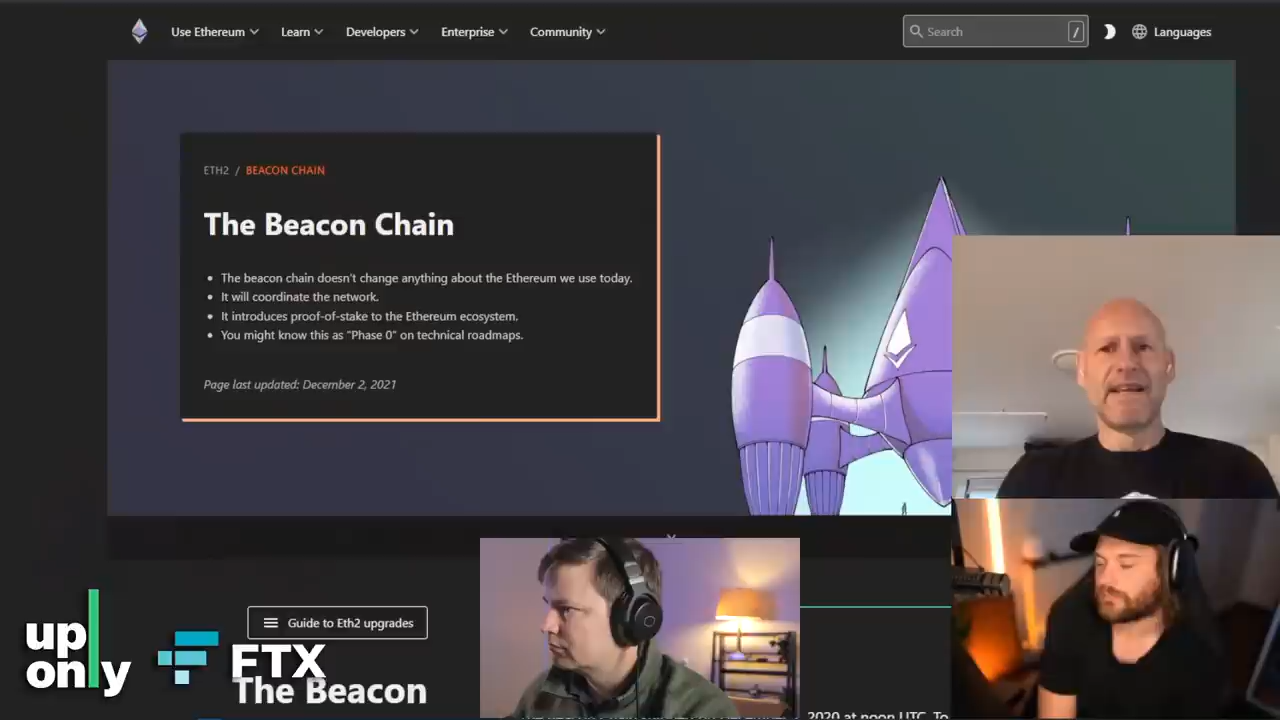 Use Ethereum
Learn
Developers
Enterprise
Community
Search
/
Languages
ETH2 / BEACON CHAIN
The Beacon Chain
The beacon chain doesn't change anything about the Ethereum we use today.
It will coordinate the network.
It introduces proof-of-stake to the Ethereum ecosystem.
You might know this as "Phase 0" on technical roadmaps.
Page last updated: December 2, 2021
Guide to Eth2 upgrades
up
only
FTX
The Beacon
2020 at noon UTC. To